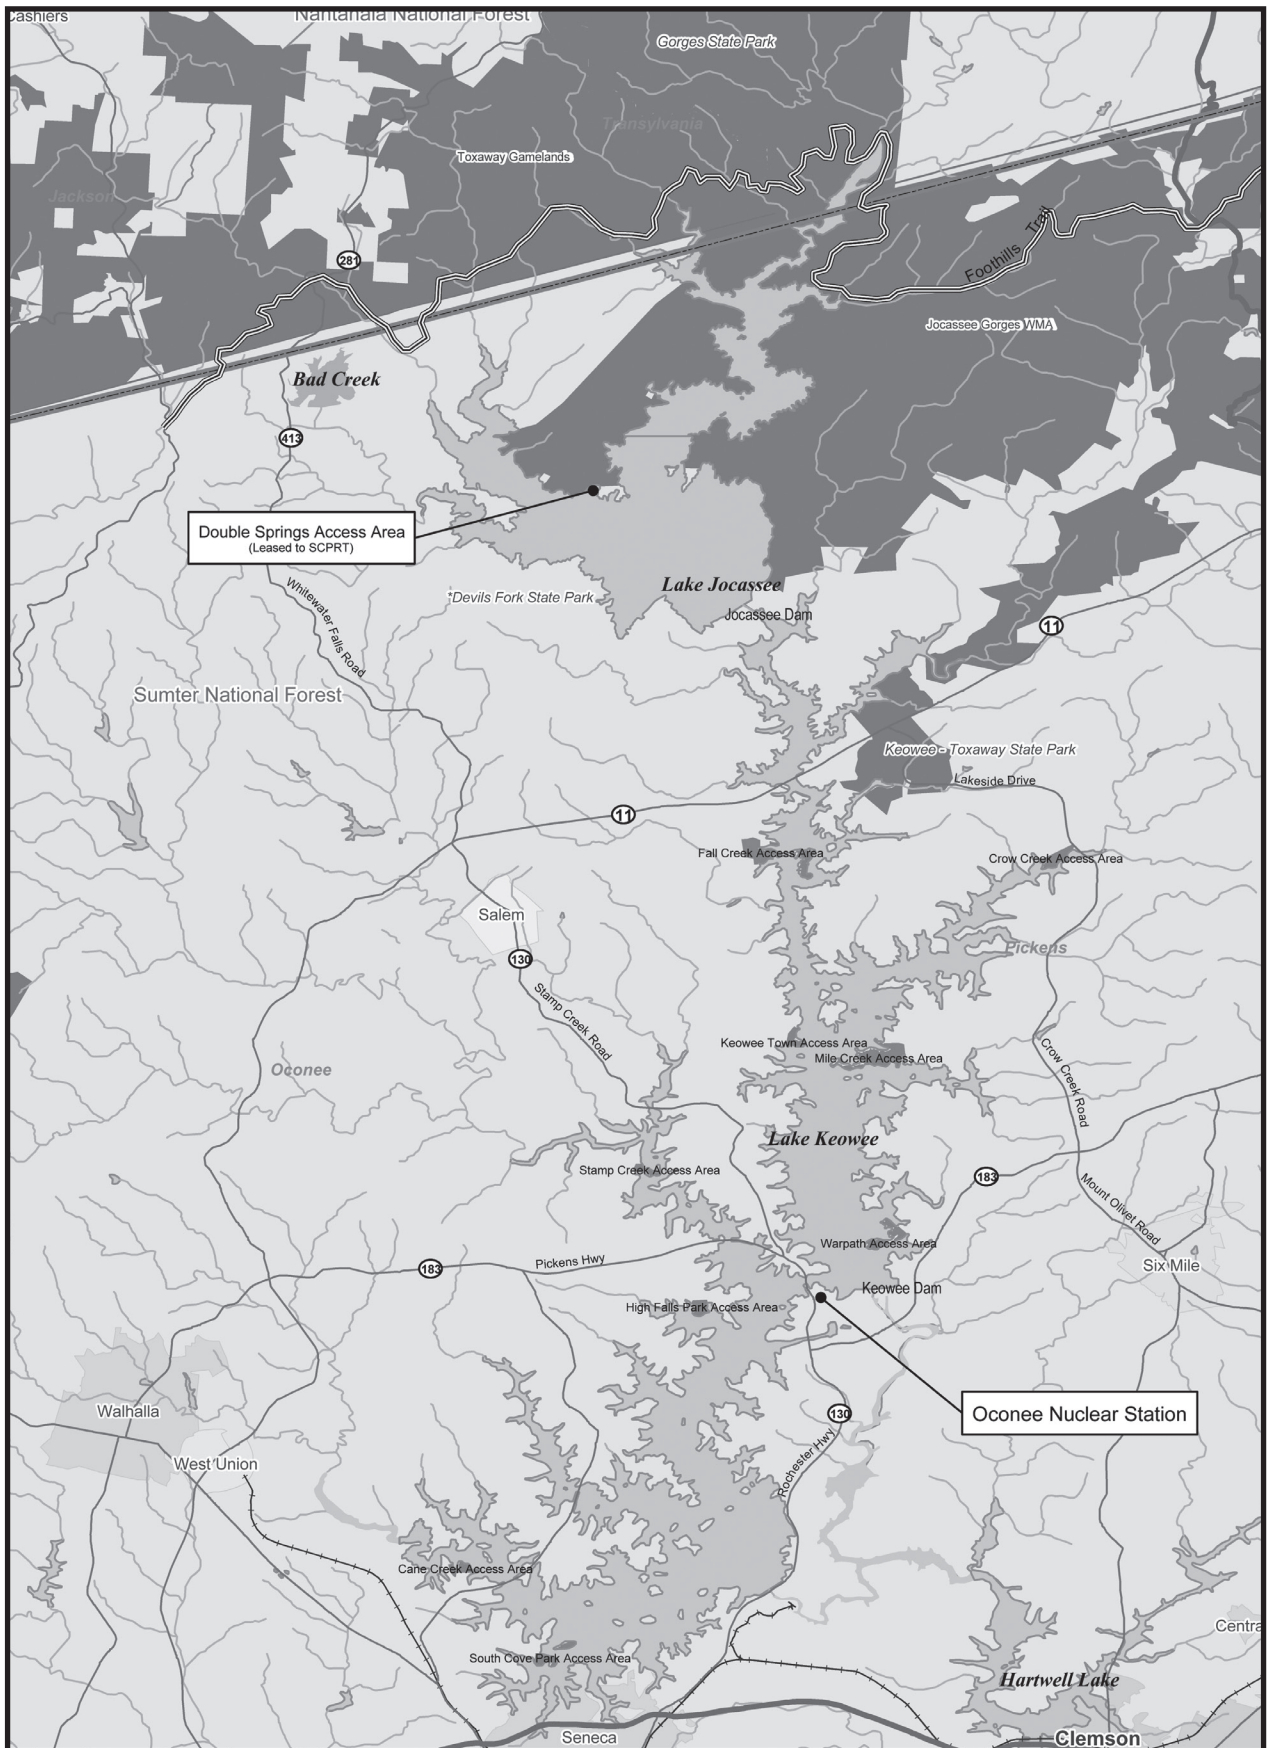 Cashiers
Nantahala National Forest
Gorges State Park
Transylvania
Toxaway Gamelands
Jackson
Foothills Trail
281
Jocassee Gorges WMA
Bad Creek
413
Double Springs Access Area
(Leased to SCPRT)
Lake Jocassee
*Devils Fork State Park
Jocassee Dam
11
Whitewater Falls Road
Sumter National Forest
Keowee - Toxaway State Park
Lakeside Drive
11
Fall Creek Access Area
Crow Creek Access Area
Salem
Pickens
130
Stamp Creek Road
Keowee Town Access Area
Mile Creek Access Area
Oconee
Crow Creek Road
Lake Keowee
Stamp Creek Access Area
183
Mount Olivet Road
Warpath Access Area
Pickens Hwy
183
Six Mile
Keowee Dam
High Falls Park Access Area
Walhalla
130
Oconee Nuclear Station
West Union
Rochester Hwy
Cane Creek Access Area
Centra
South Cove Park Access Area
Hartwell Lake
Seneca
Clemson